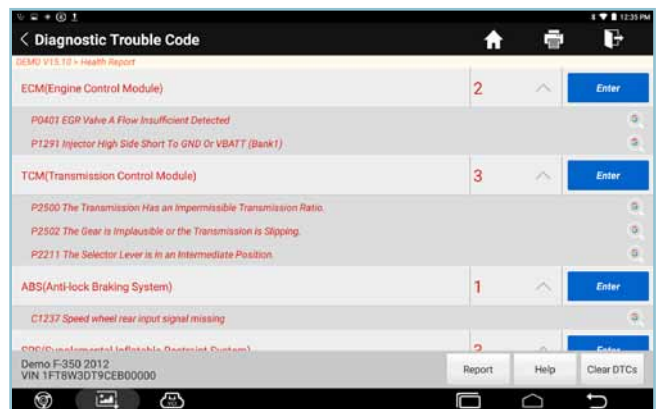 12:35 PM
Diagnostic Trouble Code
DEMO V15.10 > Health Report
ECM(Engine Control Module) 2 Enter
P0401 EGR Valve A Flow Insufficient Detected
P1291 Injector High Side Short To GND Or VBATT (Bank1)
TCM(Transmission Control Module) 3 Enter
P2500 The Transmission Has an Impermissible Transmission Ratio.
P2502 The Gear is Implausible or the Transmission is Slipping.
P2211 The Selector Lever is in an Intermediate Position.
ABS(Anti-lock Braking System) 1 Enter
C1237 Speed wheel rear input signal missing
Inflatable Restraint System) Enter
Demo F-350 2012
VIN 1FT8W3DT9CEB00000
Report Help Clear DTCs